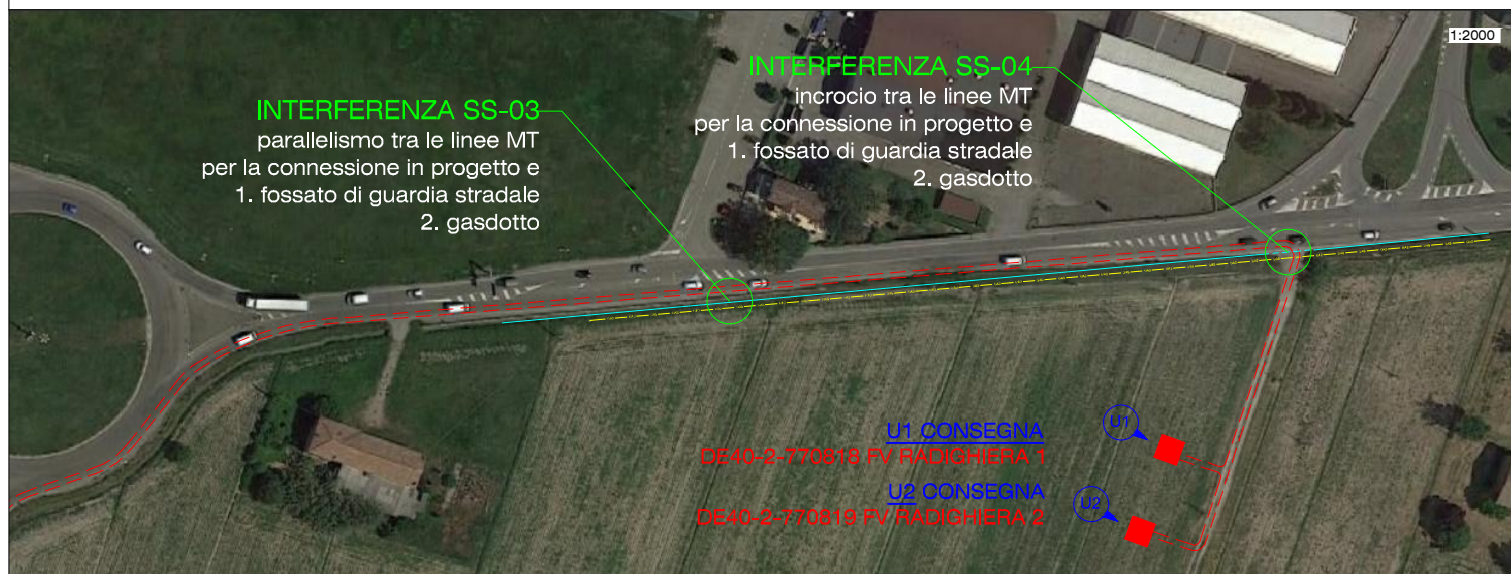 1:2000
INTERFERENZA SS-03
parallelismo tra le linee MT
per la connessione in progetto e
1. fossato di guardia stradale
2. gasdotto
INTERFERENZA SS-04
incrocio tra le linee MT
per la connessione in progetto e
1. fossato di guardia stradale
2. gasdotto
U1 CONSEGNA
DE40-2-770818 FV RADIGHIERA 1
U1
U2 CONSEGNA
DE40-2-770819 FV RADIGHIERA 2
U2